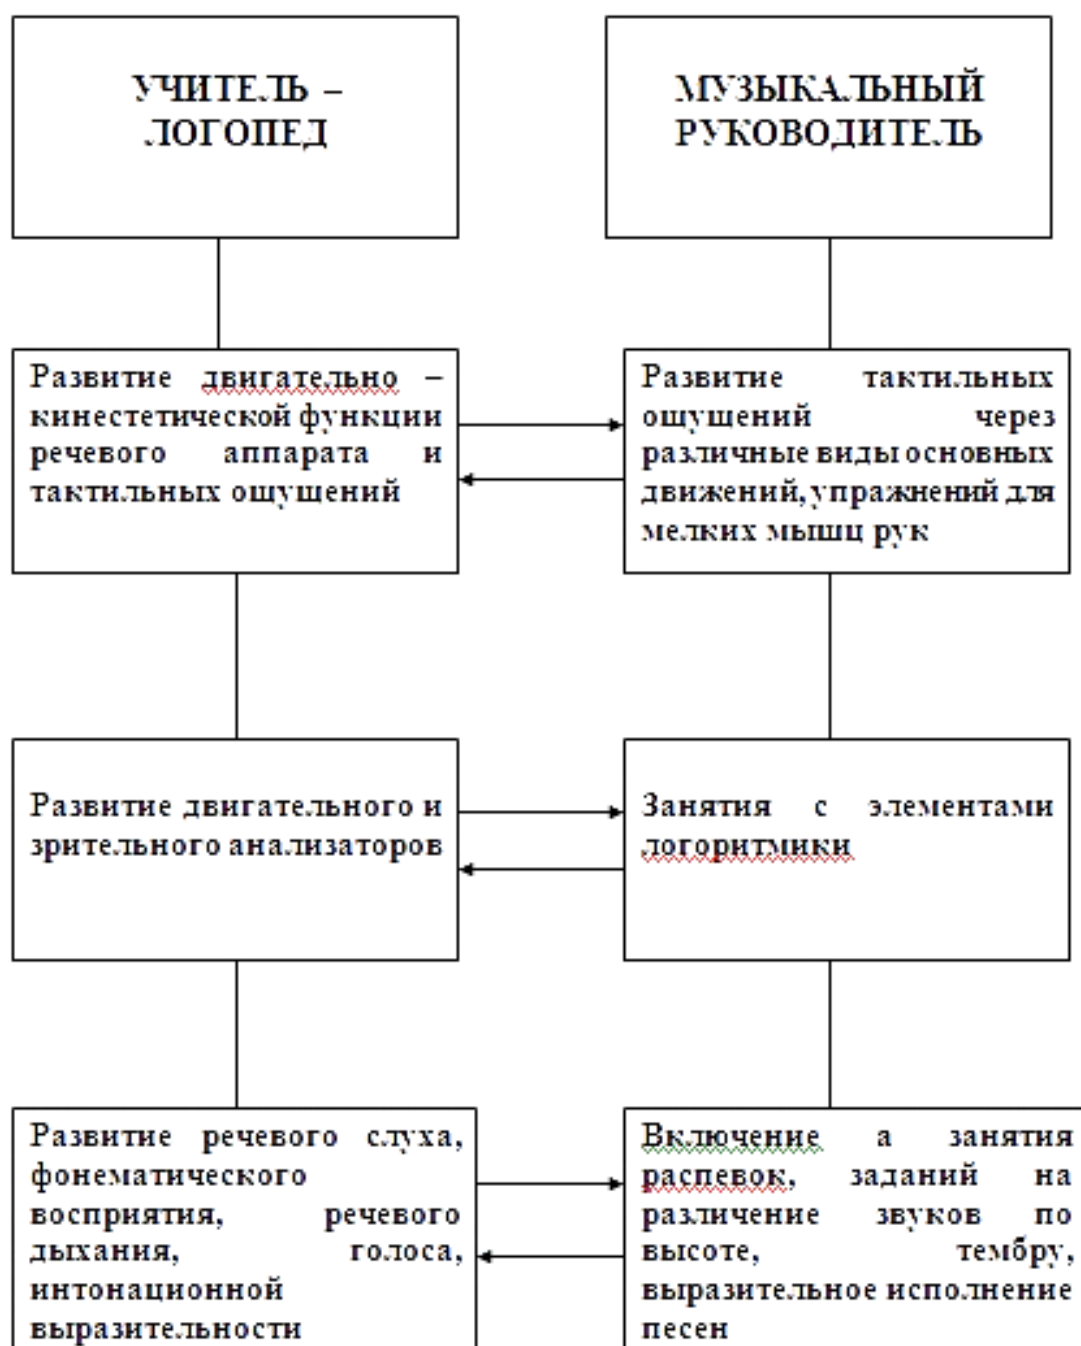 УЧИТЕЛЬ –
ЛОГОПЕД
МУЗЫКАЛЬНЫЙ
РУКОВОДИТЕЛЬ
Развитие двигательно –
кинестетической функции
речевого аппарата и
тактильных ощущений
Развитие тактильных
ощущений через
различные виды основных
движений, упражнений для
мелких мышц рук
Развитие двигательного и
зрительного анализаторов
Занятия с элементами
логоритмики
Развитие речевого слуха,
фонематического
восприятия, речевого
дыхания, голоса,
интонационной
выразительности
Включение а занятия
распевок, заданий на
различение звуков по
высоте, тембру,
выразительное исполнение
песен